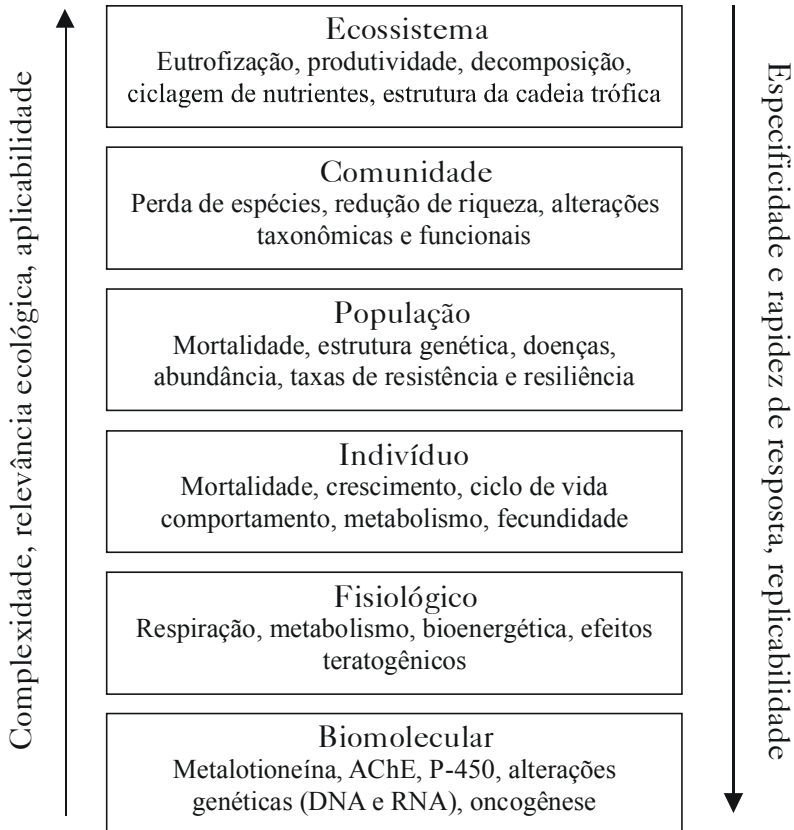 Complexidade, relevância ecológica, aplicabilidade
Ecossistema
Eutrofização, produtividade, decomposição,
ciclagem de nutrientes, estrutura da cadeia trófica
Comunidade
Perda de espécies, redução de riqueza, alterações
taxonômicas e funcionais
População
Mortalidade, estrutura genética, doenças,
abundância, taxas de resistência e resiliência
Indivíduo
Mortalidade, crescimento, ciclo de vida
comportamento, metabolismo, fecundidade
Fisiológico
Respiração, metabolismo, bioenergética, efeitos
teratogênicos
Biomolecular
Metalotioneína, AChE, P-450, alterações
genéticas (DNA e RNA), oncogênese
Especificidade e rapidez de resposta, replicabilidade